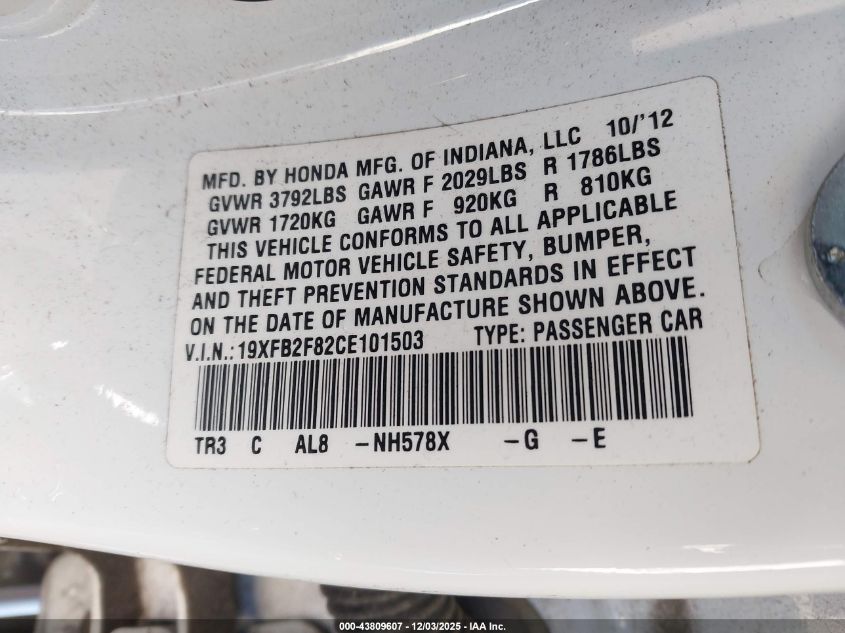 MFD. BY HONDA MFG. OF INDIANA, LLC 10/'12
GVWR 3792LBS GAWR F 2029LBS R 1786LBS
GVWR 1720KG GAWR F 920KG R 810KG
THIS VEHICLE CONFORMS TO ALL APPLICABLE
FEDERAL MOTOR VEHICLE SAFETY, BUMPER,
AND THEFT PREVENTION STANDARDS IN EFFECT
ON THE DATE OF MANUFACTURE SHOWN ABOVE.
V.I.N.: 19XFB2F82CE101503 TYPE: PASSENGER CAR
TR3 C AL8 -NH578X -G -E
000-43809607 - 12/03/2025 - IAA Inc.